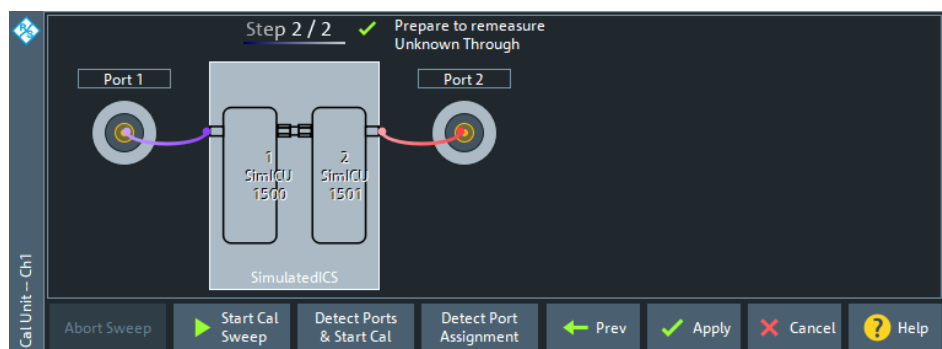 Step 2 / 2
Prepare to remeasure
Unknown Through
Port 1
Port 2
1
SimICU
1500
2
SimICU
1501
SimulatedICS
Cal Unit – Ch1
Abort Sweep
Start Cal
Sweep
Detect Ports
& Start Cal
Detect Port
Assignment
Prev
Apply
Cancel
? Help